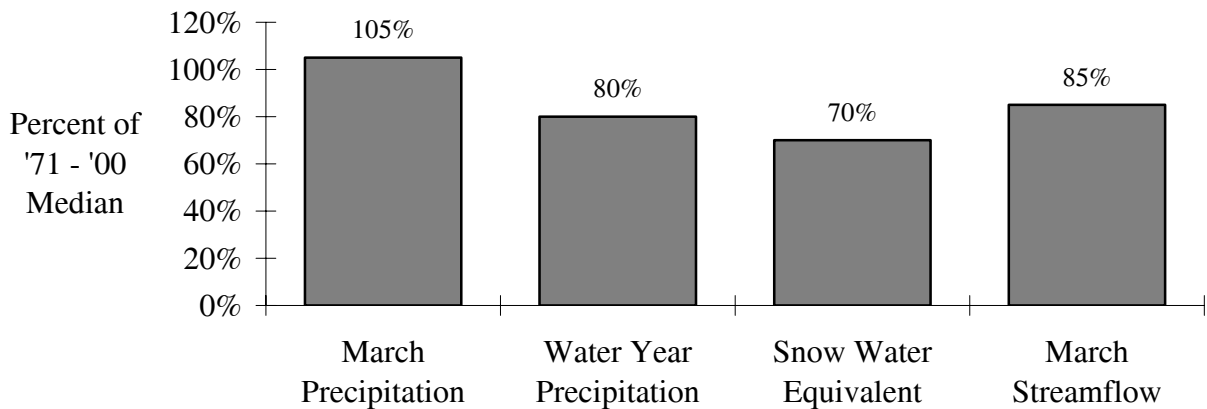 120%
100%
80%
60%
40%
20%
0%
Percent of
'71 - '00
Median
105%
80%
70%
85%
March
Precipitation
Water Year
Precipitation
Snow Water
Equivalent
March
Streamflow